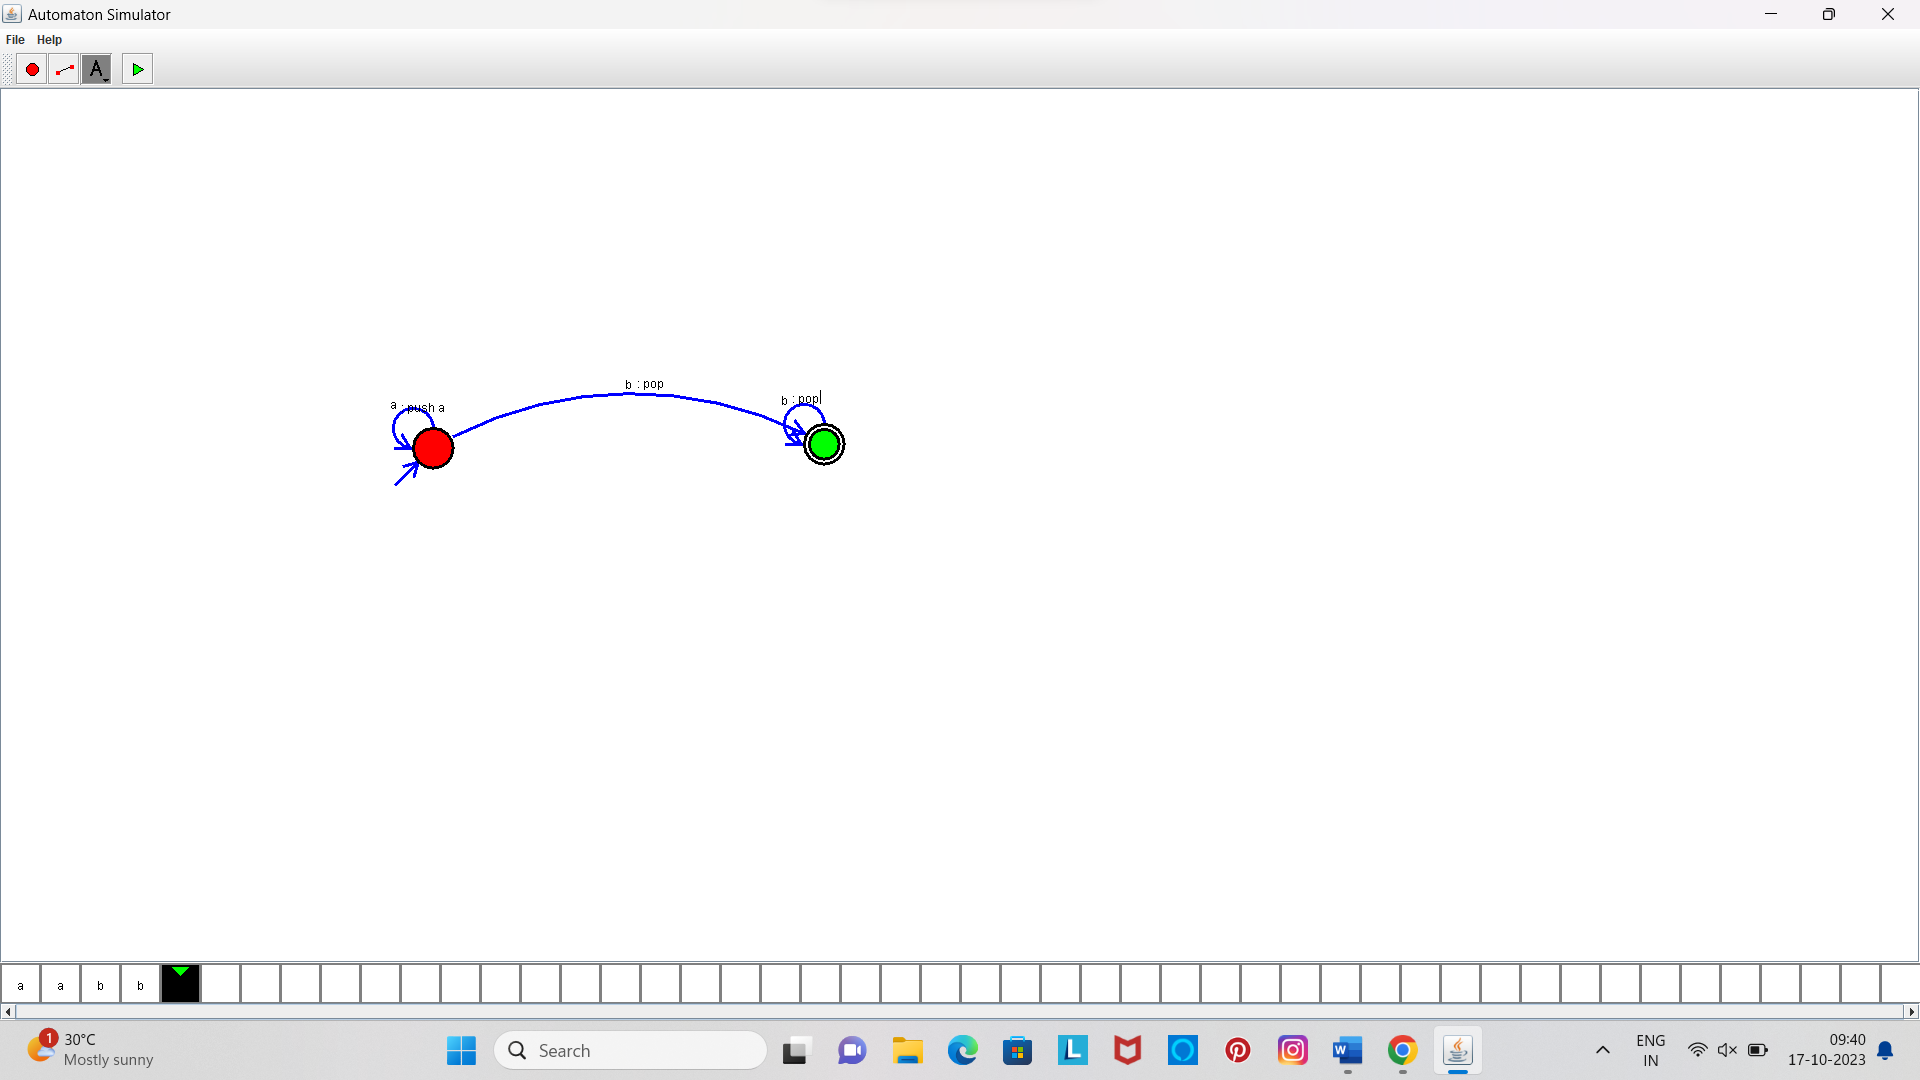 Automaton Simulator
File Help
A
b : pop
a : push a
b : pop
a a b b
1
30°C
Mostly sunny
Search
L
W
ENG
IN
09:40
17-10-2023